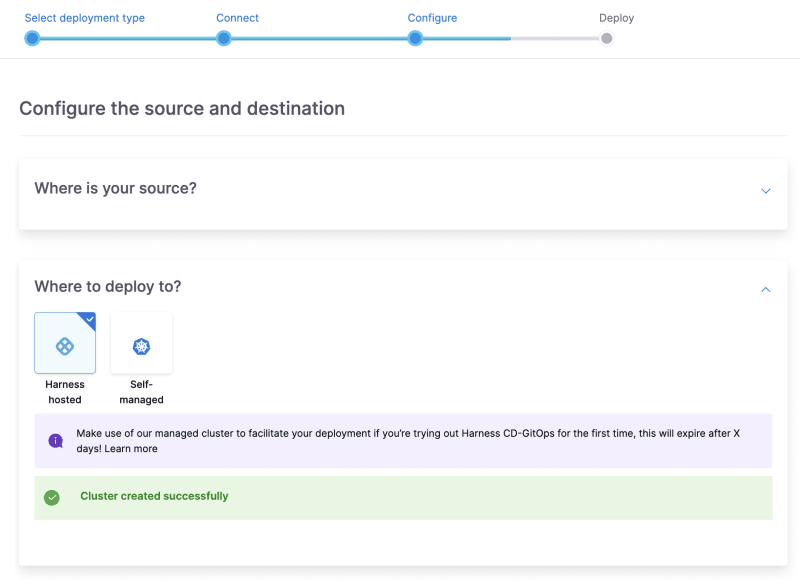 Select deployment type
Connect
Configure
Deploy
Configure the source and destination
Where is your source?
Where to deploy to?
Harness
hosted
Self-
managed
Make use of our managed cluster to facilitate your deployment if you're trying out Harness CD-GitOps for the first time, this will expire after X
days! Learn more
Cluster created successfully